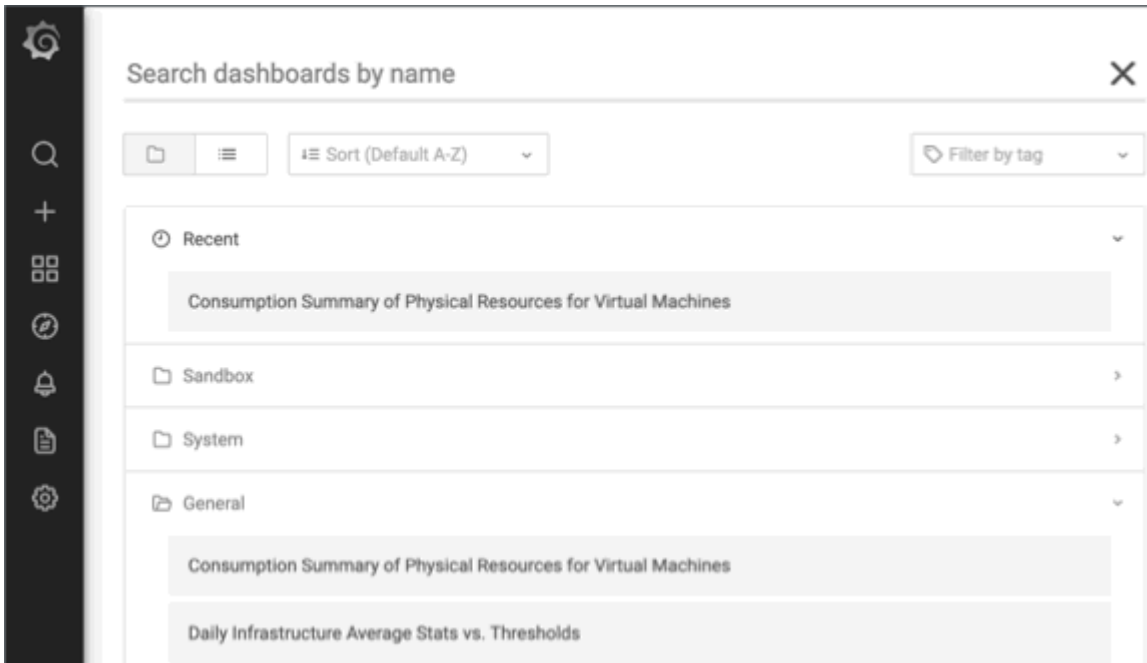 Search dashboards by name
Sort (Default A-Z)
Filter by tag
Recent
Consumption Summary of Physical Resources for Virtual Machines
Sandbox
System
General
Consumption Summary of Physical Resources for Virtual Machines
Daily Infrastructure Average Stats vs. Thresholds